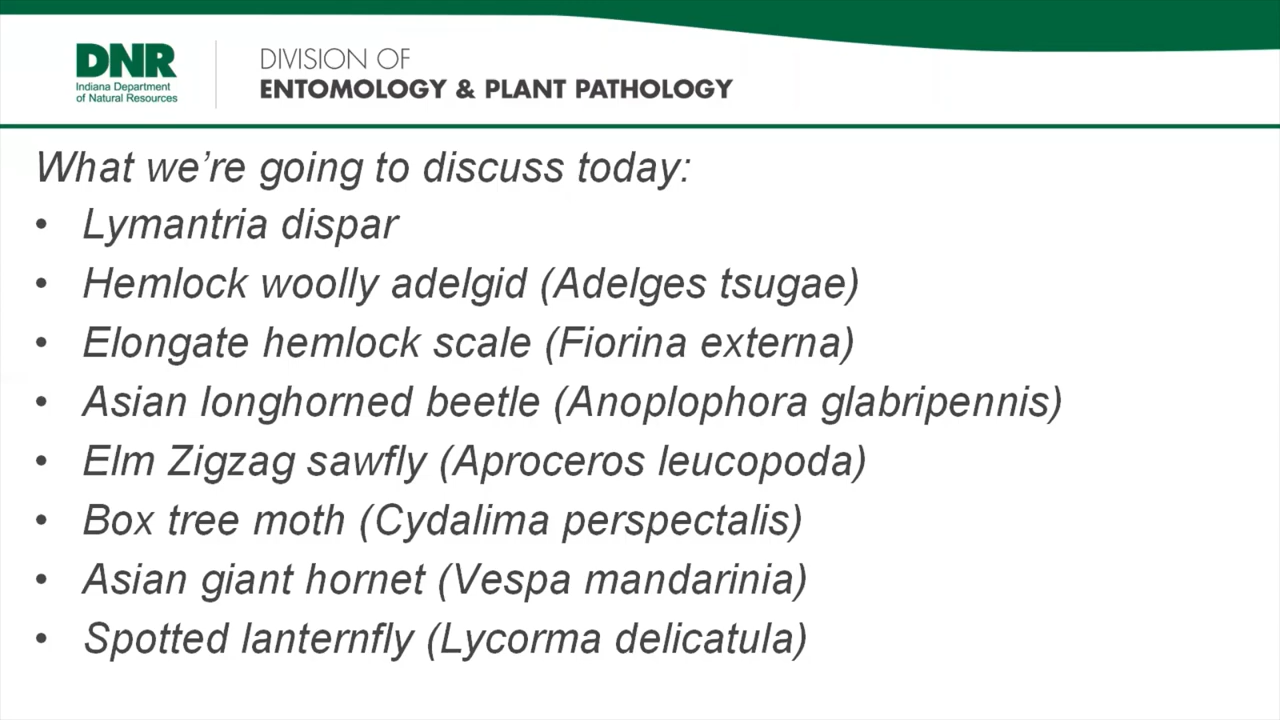 DNR
Indiana Department
of Natural Resources
DIVISION OF
ENTOMOLOGY & PLANT PATHOLOGY
What we’re going to discuss today:
• Lymantria dispar
• Hemlock woolly adelgid (Adelges tsugae)
• Elongate hemlock scale (Fiorina externa)
• Asian longhorned beetle (Anoplophora glabripennis)
• Elm Zigzag sawfly (Aproceros leucopoda)
• Box tree moth (Cydalima perspectalis)
• Asian giant hornet (Vespa mandarinia)
• Spotted lanternfly (Lycorma delicatula)